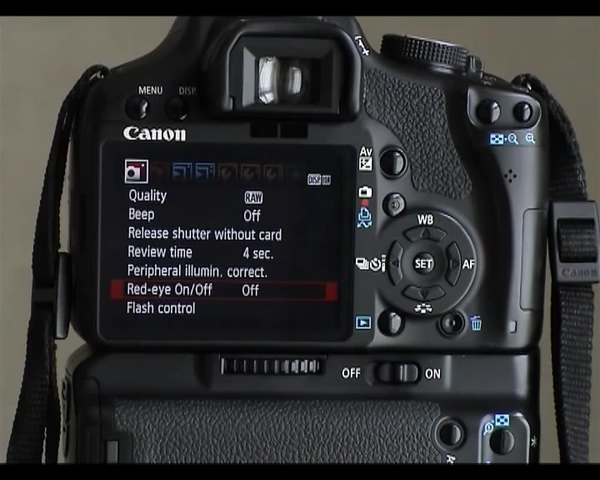 MENU DISP.
Canon
Av
DISP.
Quality RAW
Beep Off
Release shutter without card
Review time 4 sec.
Peripheral illumin. correct.
Red-eye On/Off Off
Flash control
WB
SET
AF
OFF ON
Canon